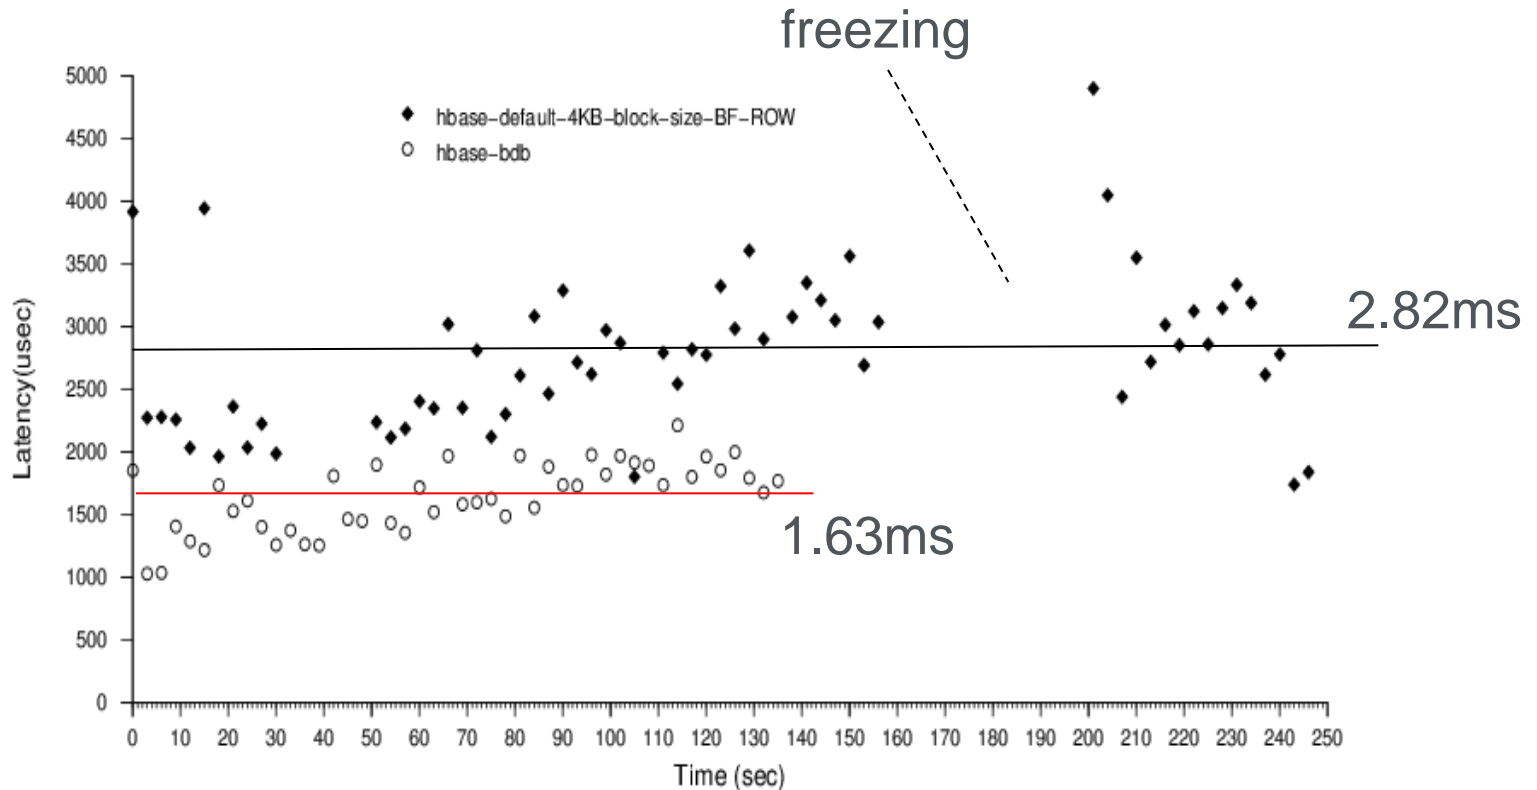 freezing
5000
4500
4000
3500
3000
2500
2000
1500
1000
500
0
Latency(usec)
hbase-default-4KB-block-size-BF-ROW
hbase-bdb
2.82ms
1.63ms
0 10 20 30 40 50 60 70 80 90 100 110 120 130 140 150 160 170 180 190 200 210 220 230 240 250
Time (sec)